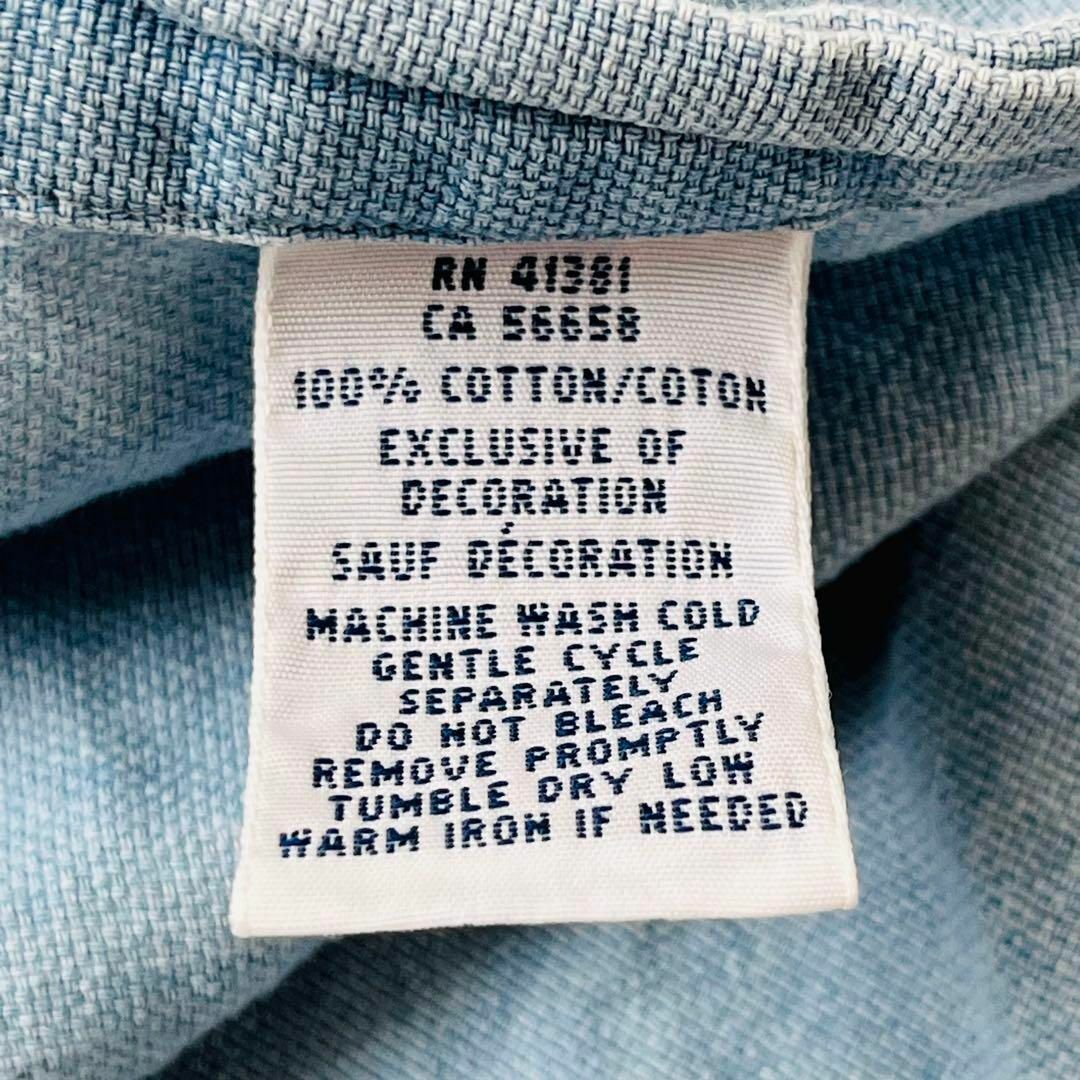 RN 41381
CA 56658
100% COTTON/COTON
EXCLUSIVE OF
DECORATION
SAUF DÉCORATION
MACHINE WASH COLD
GENTLE CYCLE
SEPARATELY
DO NOT BLEACH
REMOVE PROMPTLY
TUMBLE DRY LOW
WARM IRON IF NEEDED